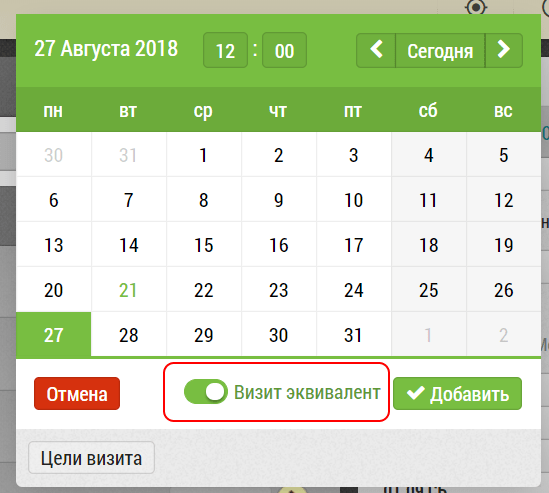 27 Августа 2018 12 : 00 Сегодня
пн вт ср чт пт сб вс
30 31 1 2 3 4 5
6 7 8 9 10 11 12
13 14 15 16 17 18 19
20 21 22 23 24 25 26
27 28 29 30 31 1 2
Отмена Визит эквивалент Добавить
Цели визита